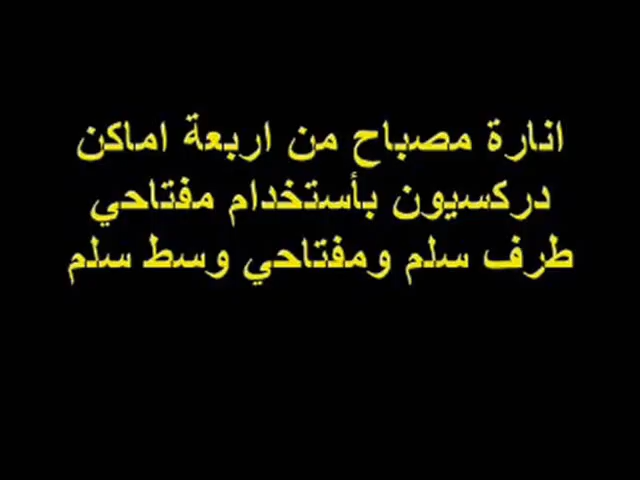 انارة مصباح من اربعة اماكن
دركسيون بأستخدام مفتاحي
طرف سلم ومفتاحي وسط سلم